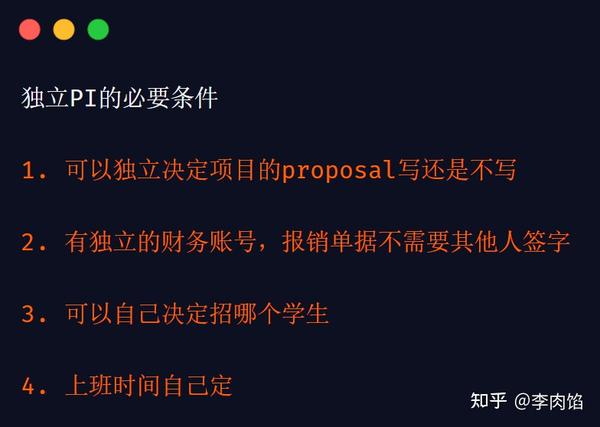 独立PI的必要条件
1. 可以独立决定项目的proposal写还是不写
2. 有独立的财务账号，报销单据不需要其他人签字
3. 可以自己决定招哪个学生
4. 上班时间自己定
知乎 @李肉馅